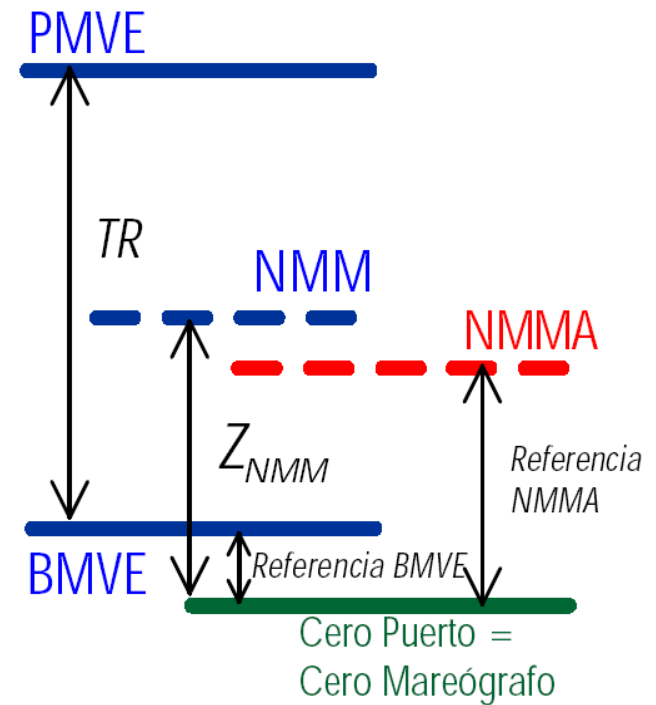 PMVE
TR
NMM
NMMA
Z_NMM
Referencia
NMMA
BMVE
Referencia BMVE
Cero Puerto =
Cero Mareógrafo